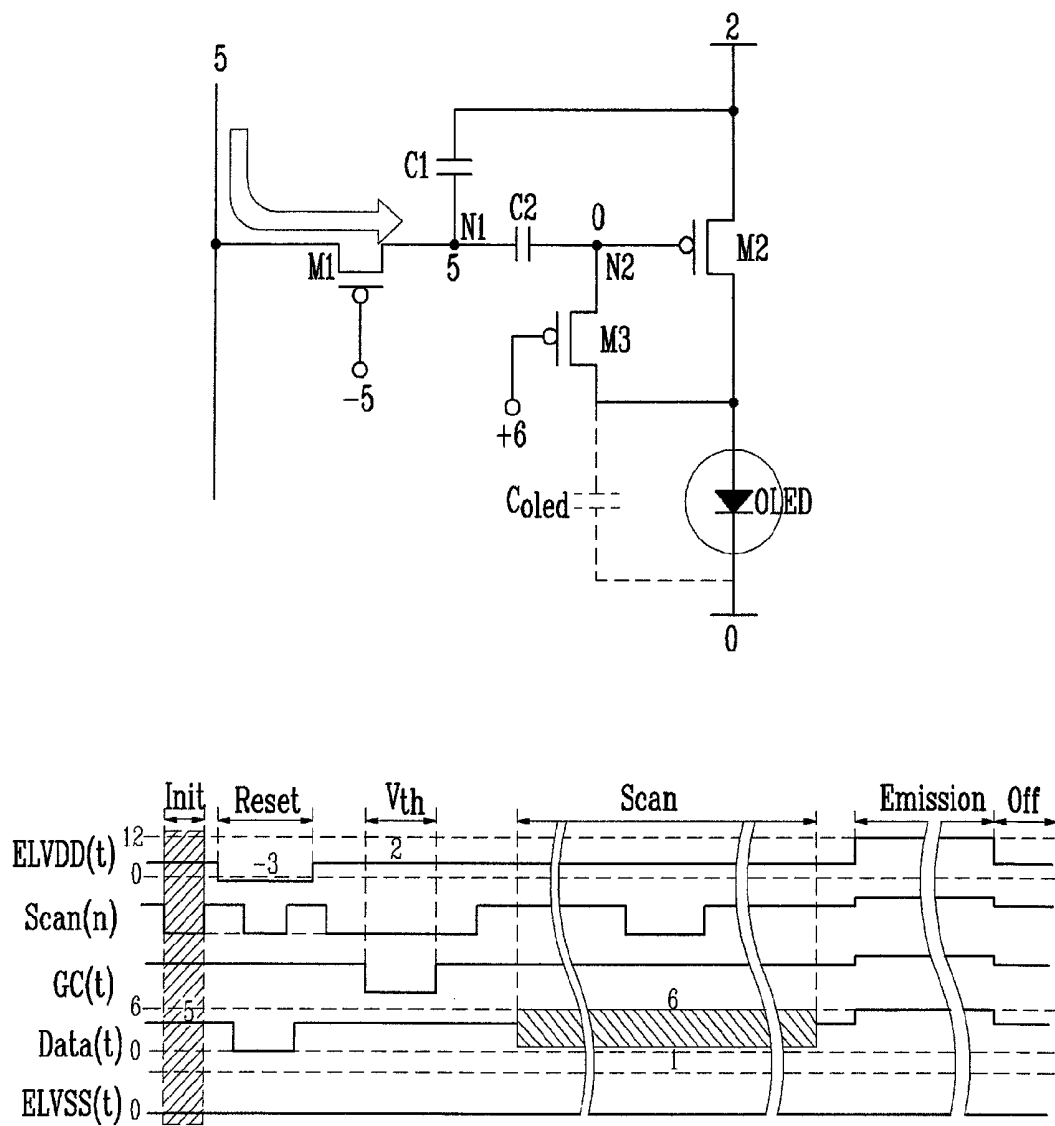 2
5
C1
C2
0
N1
5
N2
M2
M1
M3
-5
+6
Coled
OLED
0
Init
Reset
Vth
Scan
Emission
Off
12
ELVDD(t)
0
-3
2
Scan(n)
GC(t)
6
5
6
Data(t)
0
1
ELVSS(t)
0